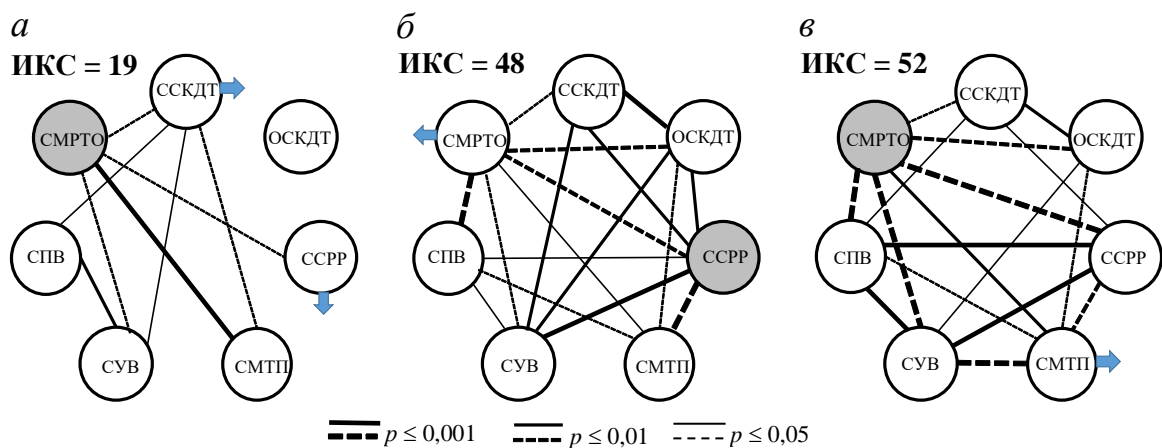 а
ИКС = 19
ССКДТ
СМРТО
ОСКДТ
СПВ
ССРР
СУВ
СМТП
б
ИКС = 48
ССКДТ
СМРТО
ОСКДТ
СПВ
ССРР
СУВ
СМТП
в
ИКС = 52
ССКДТ
СМРТО
ОСКДТ
СПВ
ССРР
СУВ
СМТП
p ≤ 0,001
p ≤ 0,01
p ≤ 0,05